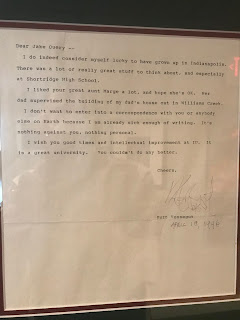 Dear Jake Comry --
I do indeed consider myself lucky to have grown up in Indianapolis.
There was a lot of really great stuff to think about, and especially
at Shortridge High School.
I liked your great aunt Marge a lot, and hope she's OK. Her
dad supervised the building of my dad's house out in Williams Creek.
I don't want to enter into a correspondence with you or anybody
else on Earth because I am already sick enough of writing. It's
nothing against you, nothing personal.
I wish you good times and intellectual improvement at IU. It
is a great university. You couldn't do any better.
Cheers,
Kurt Vonnegut
APRIL 19, 1996